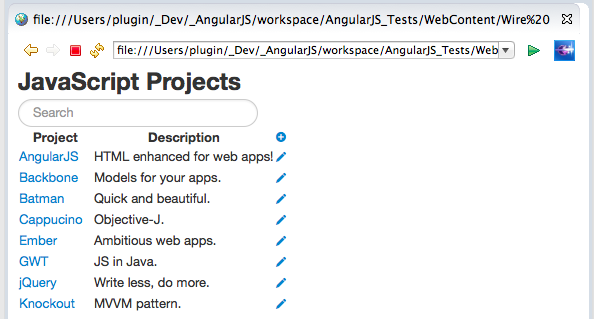 file:///Users/plugin/_Dev/_AngularJS/workspace/AngularJS_Tests/WebContent/Wire%20
file:///Users/plugin/_Dev/_AngularJS/workspace/AngularJS_Tests/Web
JavaScript Projects
Search
Project Description
AngularJS HTML enhanced for web apps!
Backbone Models for your apps.
Batman Quick and beautiful.
Cappucino Objective-J.
Ember Ambitious web apps.
GWT JS in Java.
jQuery Write less, do more.
Knockout MVVM pattern.